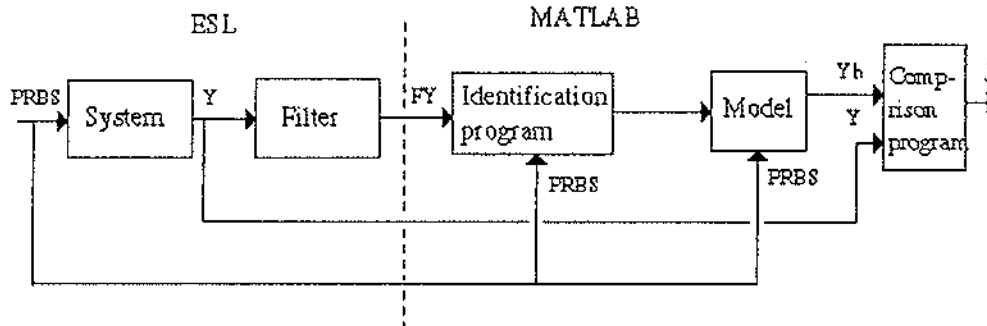 ESL
MATLAB
PRBS
System
Y
Filter
FY
Identification
program
PRBS
Model
PRBS
Yh
Y
Comp-
rison
program